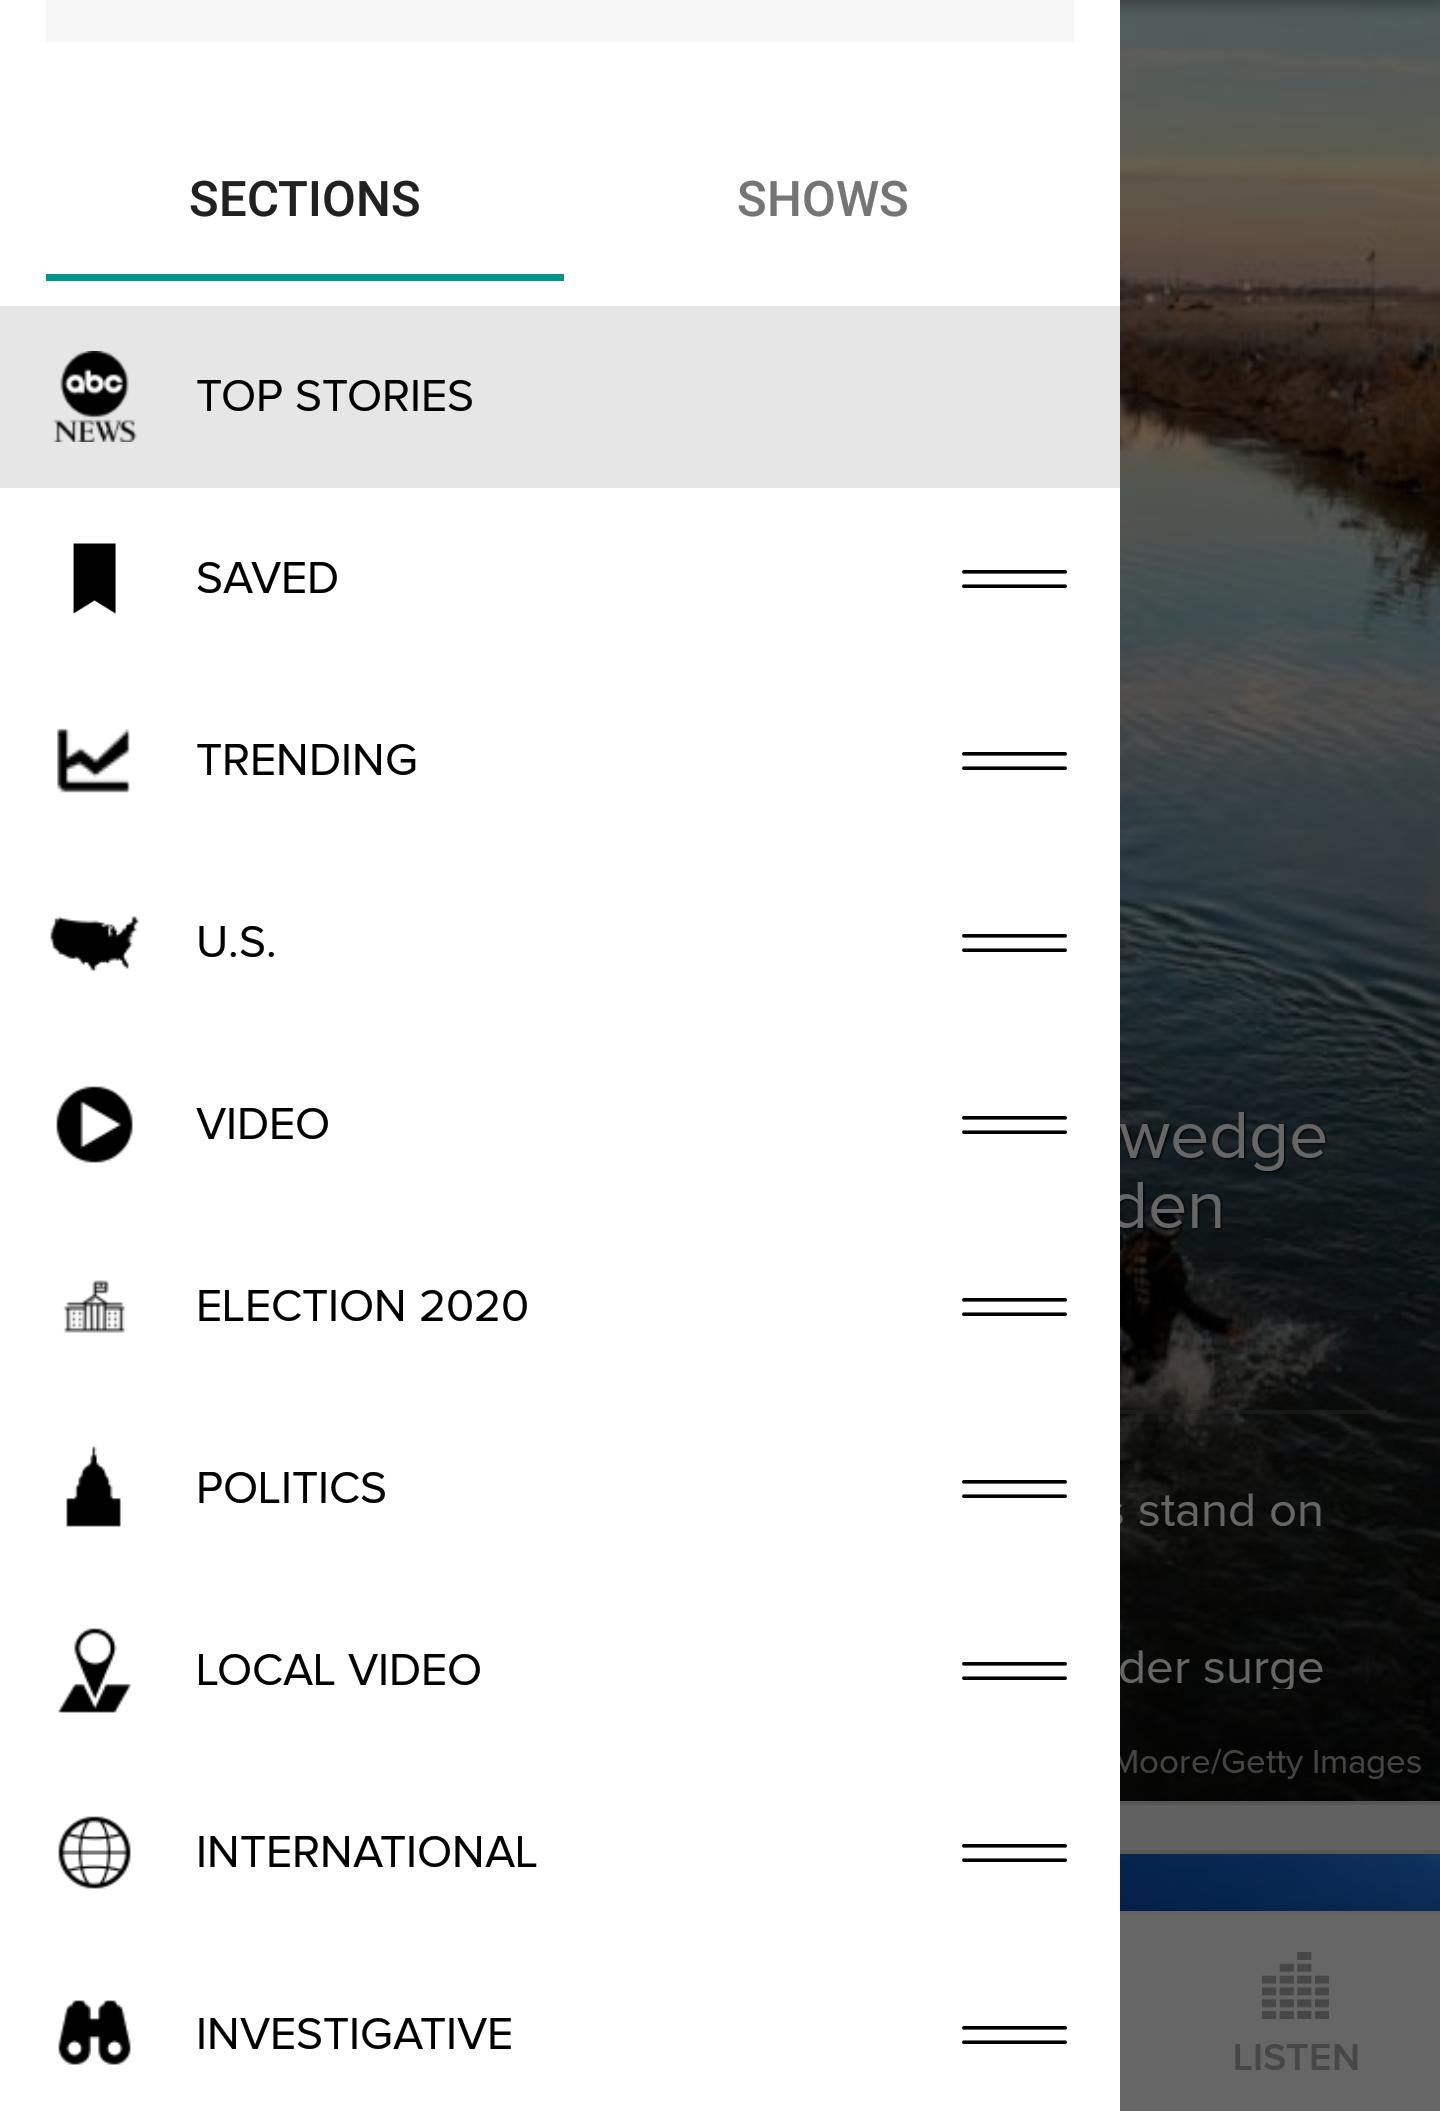 SECTIONS
SHOWS
abc
NEWS
TOP STORIES
SAVED
TRENDING
U.S.
VIDEO
wedge
den
ELECTION 2020
POLITICS
stand on
LOCAL VIDEO
der surge
Moore/Getty Images
INTERNATIONAL
INVESTIGATIVE
LISTEN